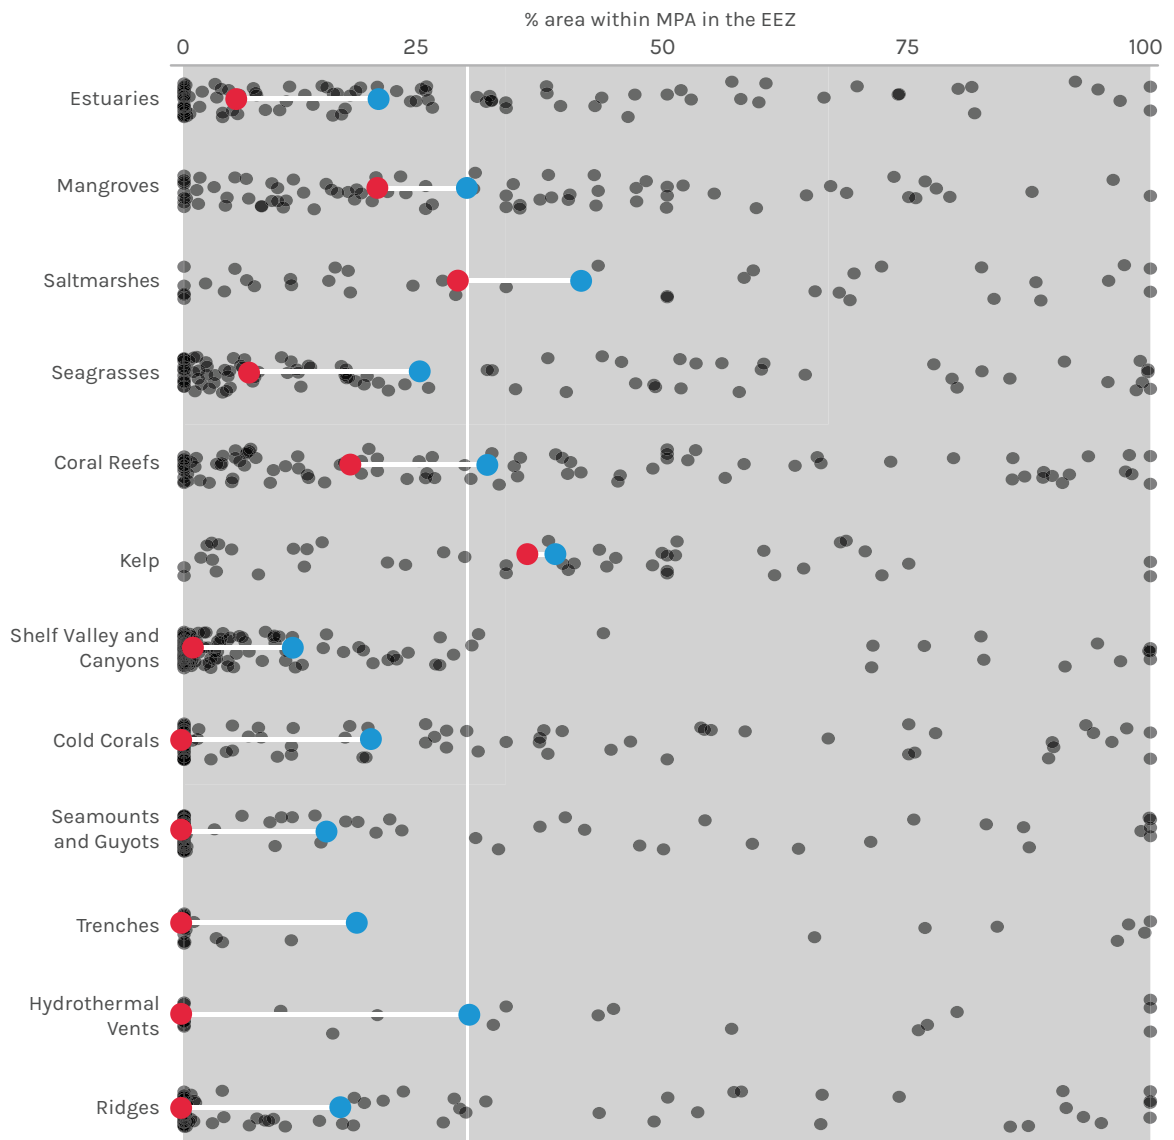 % area within MPA in the EEZ
0 25 50 75 100
Estuaries
Mangroves
Saltmarshes
Seagrasses
Coral Reefs
Kelp
Shelf Valley and
Canyons
Cold Corals
Seamounts
and Guyots
Trenches
Hydrothermal
Vents
Ridges